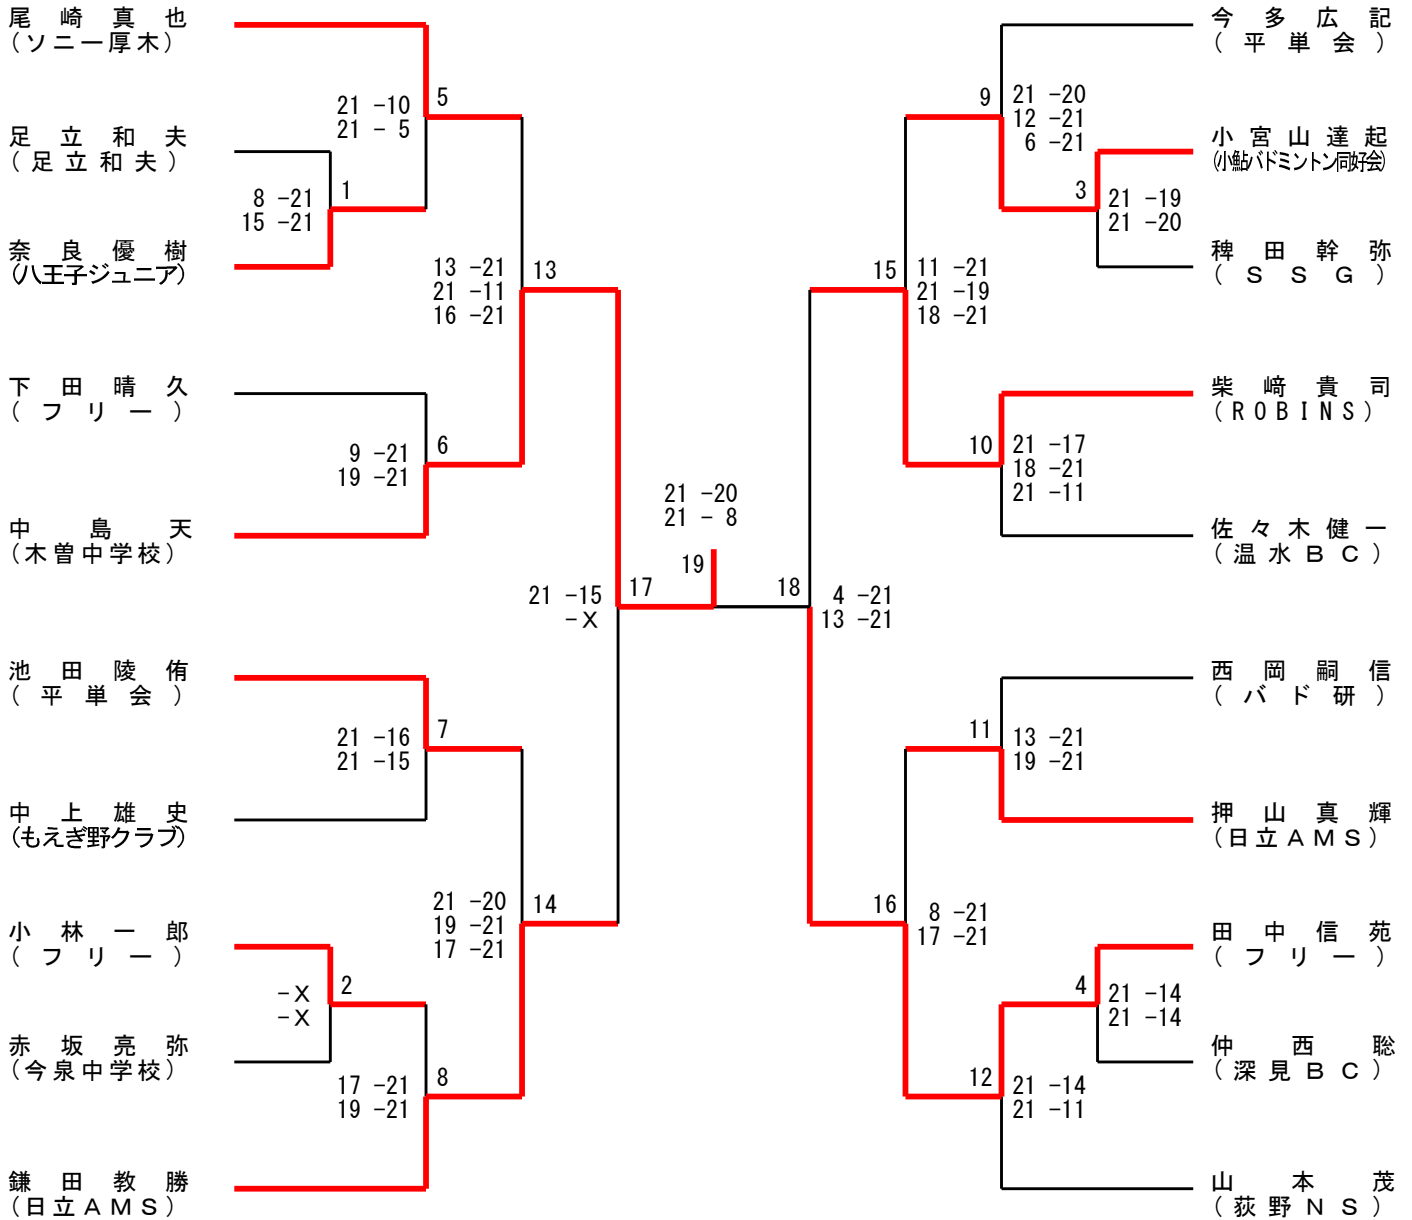 尾崎真也
(ソニー厚木)
足立和夫
(足立和夫)
奈良優樹
(八王子ジュニア)
下田晴久
(フリー)
中島天
(木曽中学校)
池田陵侑
(平単会)
中上雄史
(もえぎ野クラブ)
小林一郎
(フリー)
赤坂亮弥
(今泉中学校)
鎌田教勝
(日立AMS)
8 -21
15 -21
1
-X
-X
2
21 -10
21 - 5
5
9 -21
19 -21
6
21 -16
21 -15
7
17 -21
19 -21
8
13 -21
21 -11
16 -21
13
21 -20
19 -21
17 -21
14
21 -15
-X
17
21 -20
21 - 8
19
18
4 -21
13 -21
15
11 -21
21 -19
18 -21
16
8 -21
17 -21
9
21 -20
12 -21
6 -21
10
21 -17
18 -21
21 -11
11
13 -21
19 -21
12
21 -14
21 -11
3
21 -19
21 -20
4
21 -14
21 -14
今多広記
(平単会)
小宮山達起
(小鮎バドミントン同好会)
稗田幹弥
(SSG)
柴﨑貴司
(ROBINS)
佐々木健一
(温水BC)
西岡嗣信
(バド研)
押山真輝
(日立AMS)
田中信苑
(フリー)
仲西聡
(深見BC)
山本茂
(荻野NS)